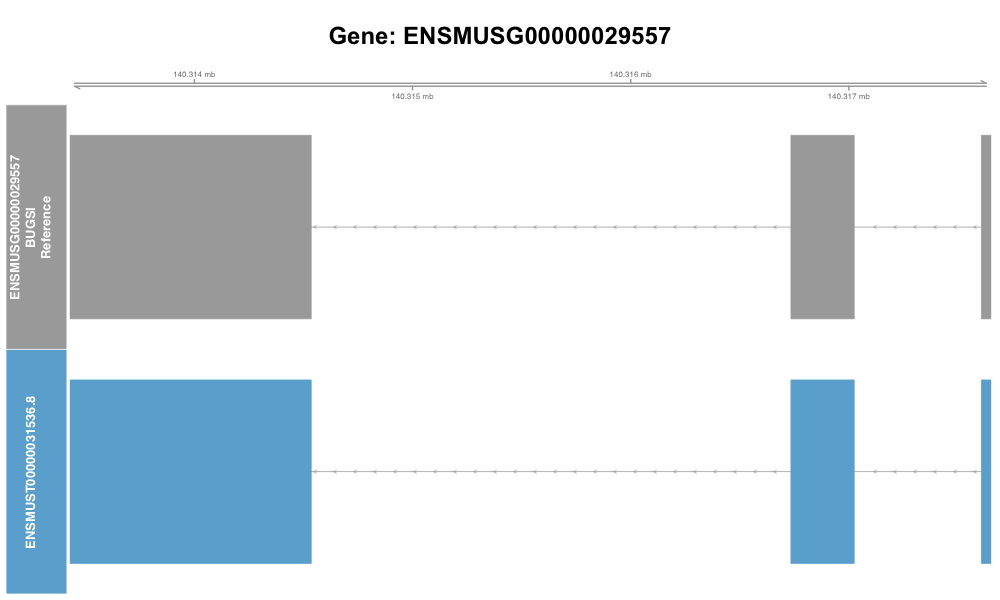 Gene: ENSMUSG00000029557
140.314 mb
140.316 mb
140.315 mb
140.317 mb
ENSMUSG00000029557
BUGSI
Reference
ENSMUST00000031536.8